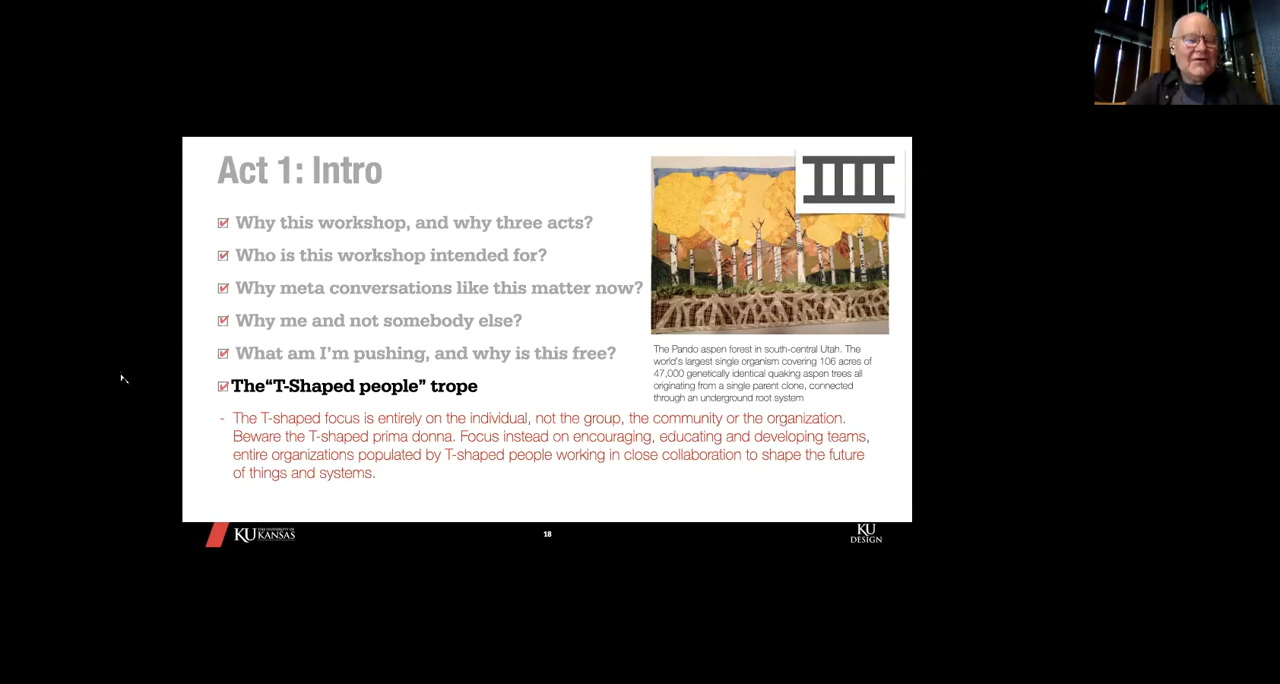 Act 1: Intro
Why this workshop, and why three acts?
Who is this workshop intended for?
Why meta conversations like this matter now?
Why me and not somebody else?
What am I'm pushing, and why is this free?
The“T-Shaped people” trope
- The T-shaped focus is entirely on the individual, not the group, the community or the organization.
Beware the T-shaped prima donna. Focus instead on encouraging, educating and developing teams,
entire organizations populated by T-shaped people working in close collaboration to shape the future
of things and systems.
The Pando aspen forest in south-central Utah. The
world's largest single organism covering 106 acres of
47,000 genetically identical quaking aspen trees all
originating from a single parent clone, connected
through an underground root system
KU THE UNIVERSITY OF
KANSAS
18
KU
DESIGN